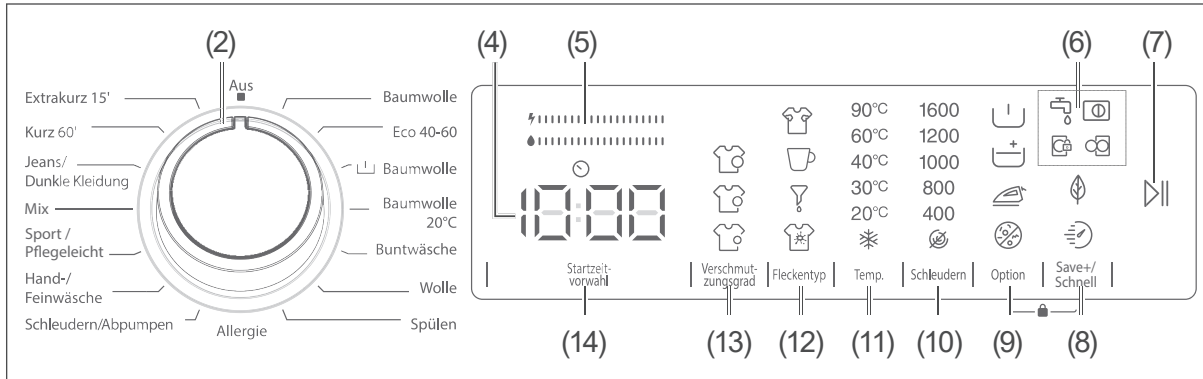 (2)
(4)
(5)
(6)
(7)
Aus
Extrakurz 15'
Kurz 60'
Jeans/
Dunkle Kleidung
Mix
Sport /
Pflegeleicht
Hand-/
Feinwäsche
Schleudern/Abpumpen
Allergie
Baumwolle
Eco 40-60
Baumwolle
Baumwolle
20°C
Buntwäsche
Wolle
Spülen
18:88
90°C
60°C
40°C
30°C
20°C
1600
1200
1000
800
400
Startzeit-
vorwahl
Verschmut-
zungsgrad
Fleckentyp
Temp.
Schleudern
Option
Save+/
Schnell
(14)
(13)
(12)
(11)
(10)
(9)
(8)